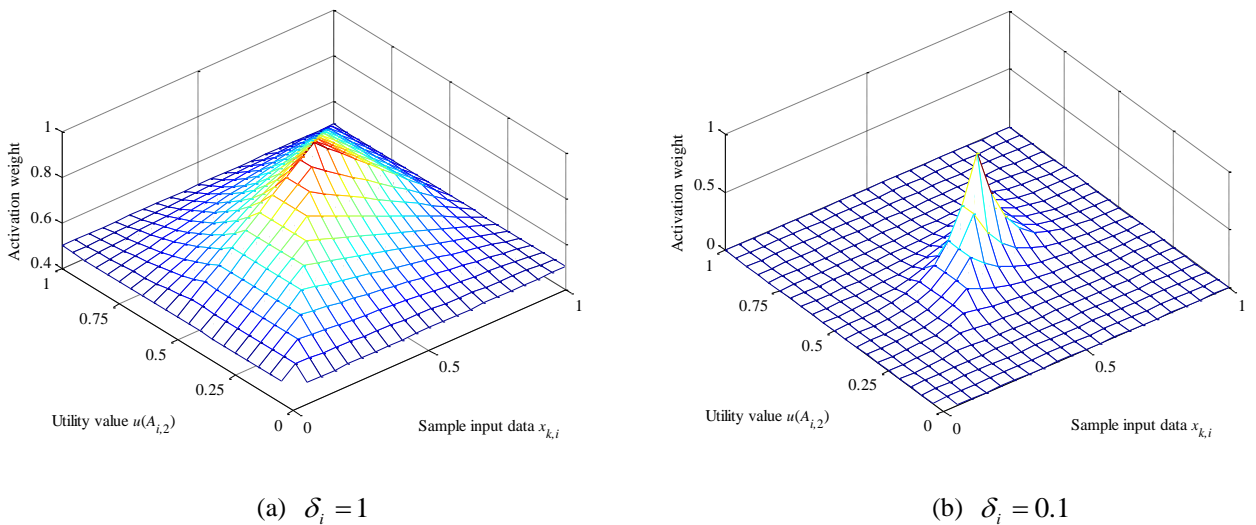 Activation weight
1
0.8
0.6
0.4
1
0.75
0.5
0.25
0
Utility value u(A_{i,2})
0
0.5
1
Sample input data x_{k,i}
(a) δ_i = 1
Activation weight
1
0.5
0
1
0.75
0.5
0.25
0
Utility value u(A_{i,2})
0
0.5
1
Sample input data x_{k,i}
(b) δ_i = 0.1